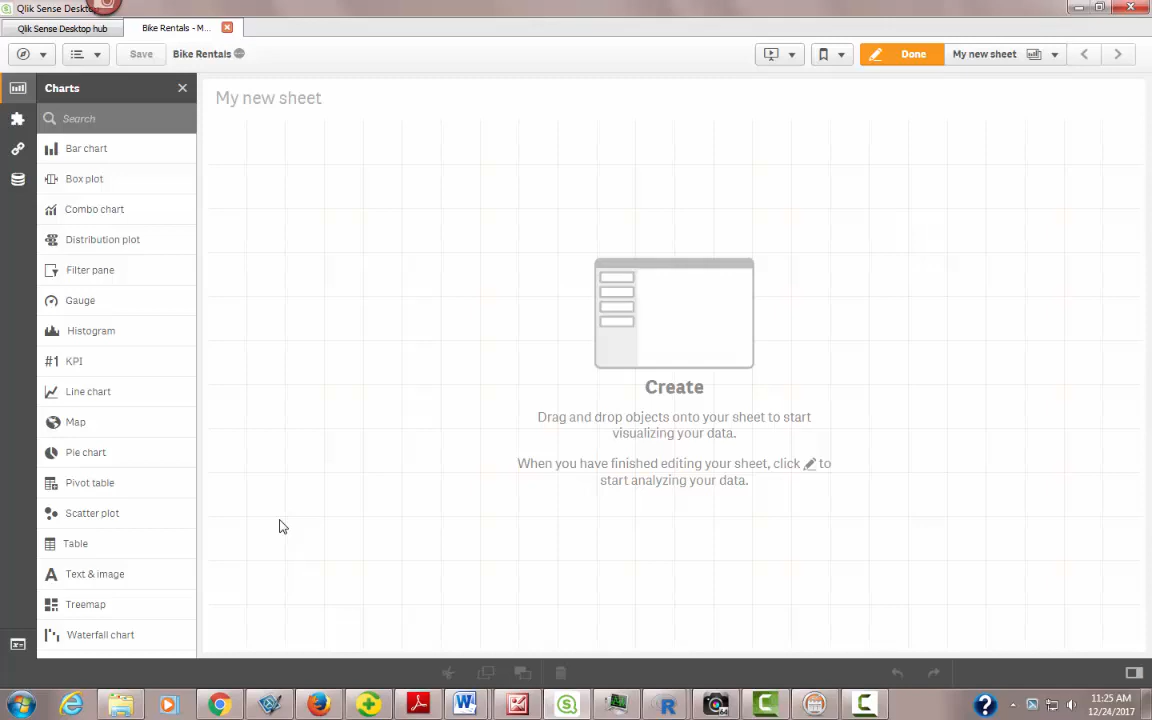 Qlik Sense Desktop
Qlik Sense Desktop hub
Bike Rentals - M...
Save
Bike Rentals
Done
My new sheet
Charts
Search
My new sheet
Bar chart
Box plot
Combo chart
Distribution plot
Filter pane
Gauge
Histogram
#1 KPI
Line chart
Map
Pie chart
Pivot table
Scatter plot
Table
A Text & image
Treemap
Waterfall chart
Create
Drag and drop objects onto your sheet to start
visualizing your data.
When you have finished editing your sheet, click to
start analyzing your data.
11:25 AM
12/24/2017